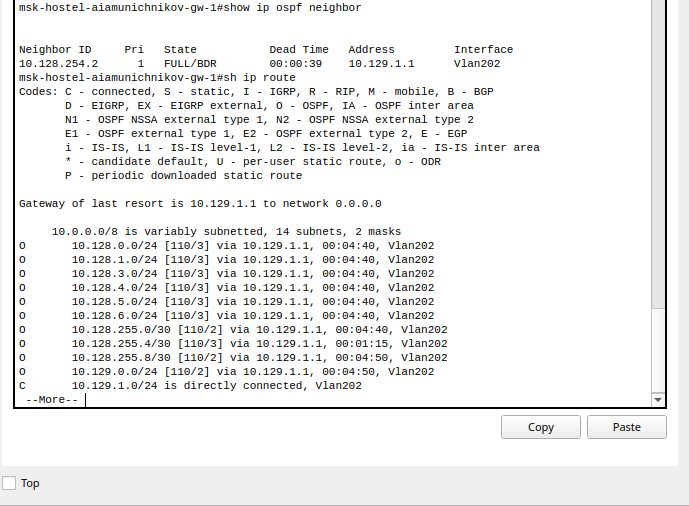 msk-hostel-aiamunichnikov-gw-1#show ip ospf neighbor
Neighbor ID     Pri   State           Dead Time   Address         Interface
10.128.254.2      1   FULL/BDR        00:00:39    10.129.1.1      Vlan202
msk-hostel-aiamunichnikov-gw-1#sh ip route
Codes: C - connected, S - static, I - IGRP, R - RIP, M - mobile, B - BGP
       D - EIGRP, EX - EIGRP external, O - OSPF, IA - OSPF inter area
       N1 - OSPF NSSA external type 1, N2 - OSPF NSSA external type 2
       E1 - OSPF external type 1, E2 - OSPF external type 2, E - EGP
       i - IS-IS, L1 - IS-IS level-1, L2 - IS-IS level-2, ia - IS-IS inter area
       * - candidate default, U - per-user static route, o - ODR
       P - periodic downloaded static route
Gateway of last resort is 10.129.1.1 to network 0.0.0.0
     10.0.0.0/8 is variably subnetted, 14 subnets, 2 masks
O       10.128.0.0/24 [110/3] via 10.129.1.1, 00:04:40, Vlan202
O       10.128.1.0/24 [110/3] via 10.129.1.1, 00:04:40, Vlan202
O       10.128.3.0/24 [110/3] via 10.129.1.1, 00:04:40, Vlan202
O       10.128.4.0/24 [110/3] via 10.129.1.1, 00:04:40, Vlan202
O       10.128.5.0/24 [110/3] via 10.129.1.1, 00:04:40, Vlan202
O       10.128.6.0/24 [110/3] via 10.129.1.1, 00:04:40, Vlan202
O       10.128.255.0/30 [110/2] via 10.129.1.1, 00:04:40, Vlan202
O       10.128.255.4/30 [110/3] via 10.129.1.1, 00:01:15, Vlan202
O       10.128.255.8/30 [110/2] via 10.129.1.1, 00:04:50, Vlan202
O       10.129.0.0/24 [110/2] via 10.129.1.1, 00:04:50, Vlan202
C       10.129.1.0/24 is directly connected, Vlan202
 --More--
Copy
Paste
Top